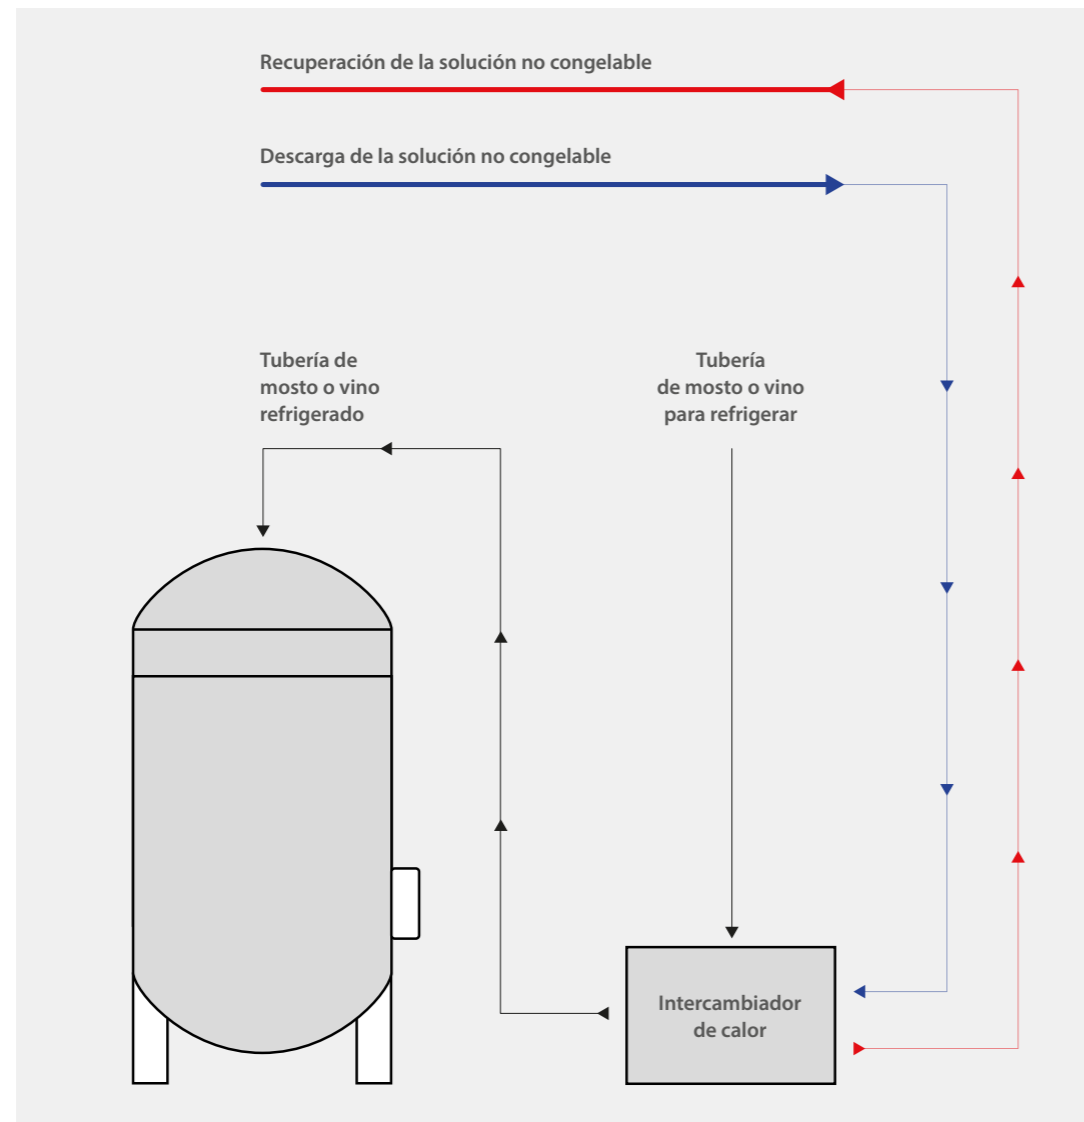 Recuperación de la solución no congelable
Descarga de la solución no congelable
Tubería de
mosto o vino
refrigerado
Tubería
de mosto o vino
para refrigerar
Intercambiador
de calor